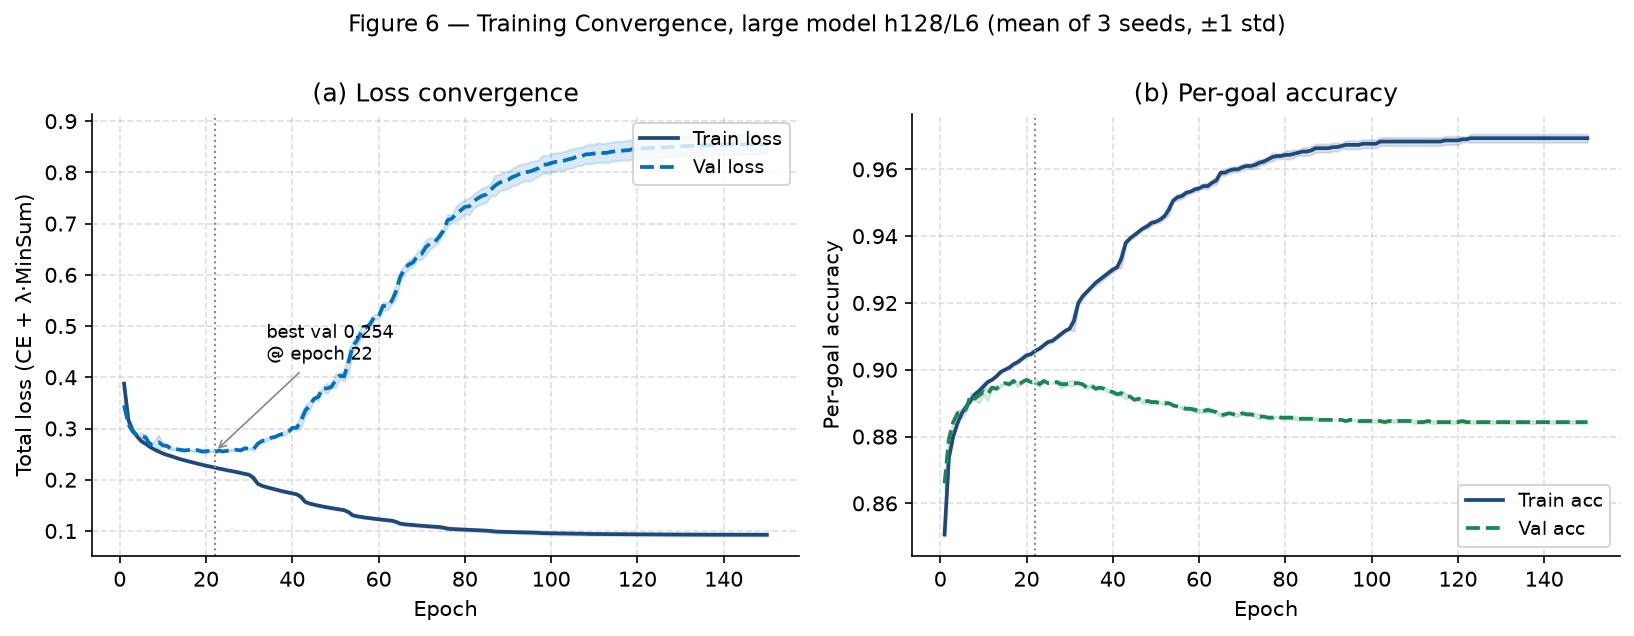 Figure 6 — Training Convergence, large model h128/L6 (mean of 3 seeds, ±1 std)
(a) Loss convergence
Total loss (CE + λ·MinSum)
0.9
0.8
0.7
0.6
0.5
0.4
0.3
0.2
0.1
Train loss
Val loss
best val 0.254
@ epoch 22
0 20 40 60 80 100 120 140
Epoch
(b) Per-goal accuracy
Per-goal accuracy
0.96
0.94
0.92
0.90
0.88
0.86
Train acc
Val acc
0 20 40 60 80 100 120 140
Epoch